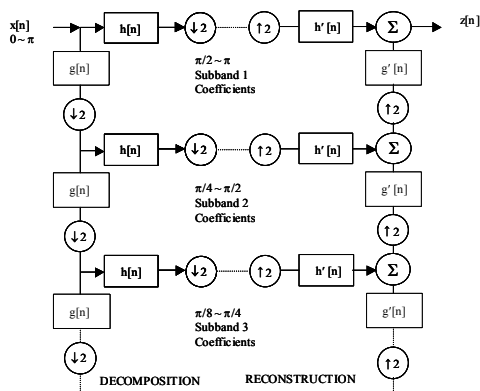 x[n]
0 ~ π
h[n]
↓2
↑2
h′[n]
Σ
z[n]
g[n]
π/2 ~ π
Subband 1
Coefficients
g′[n]
↓2
↑2
h[n]
↓2
↑2
h′[n]
Σ
g[n]
π/4 ~ π/2
Subband 2
Coefficients
g′[n]
↓2
↑2
h[n]
↓2
↑2
h′[n]
Σ
g[n]
π/8 ~ π/4
Subband 3
Coefficients
g′[n]
↓2
↑2
DECOMPOSITION
RECONSTRUCTION